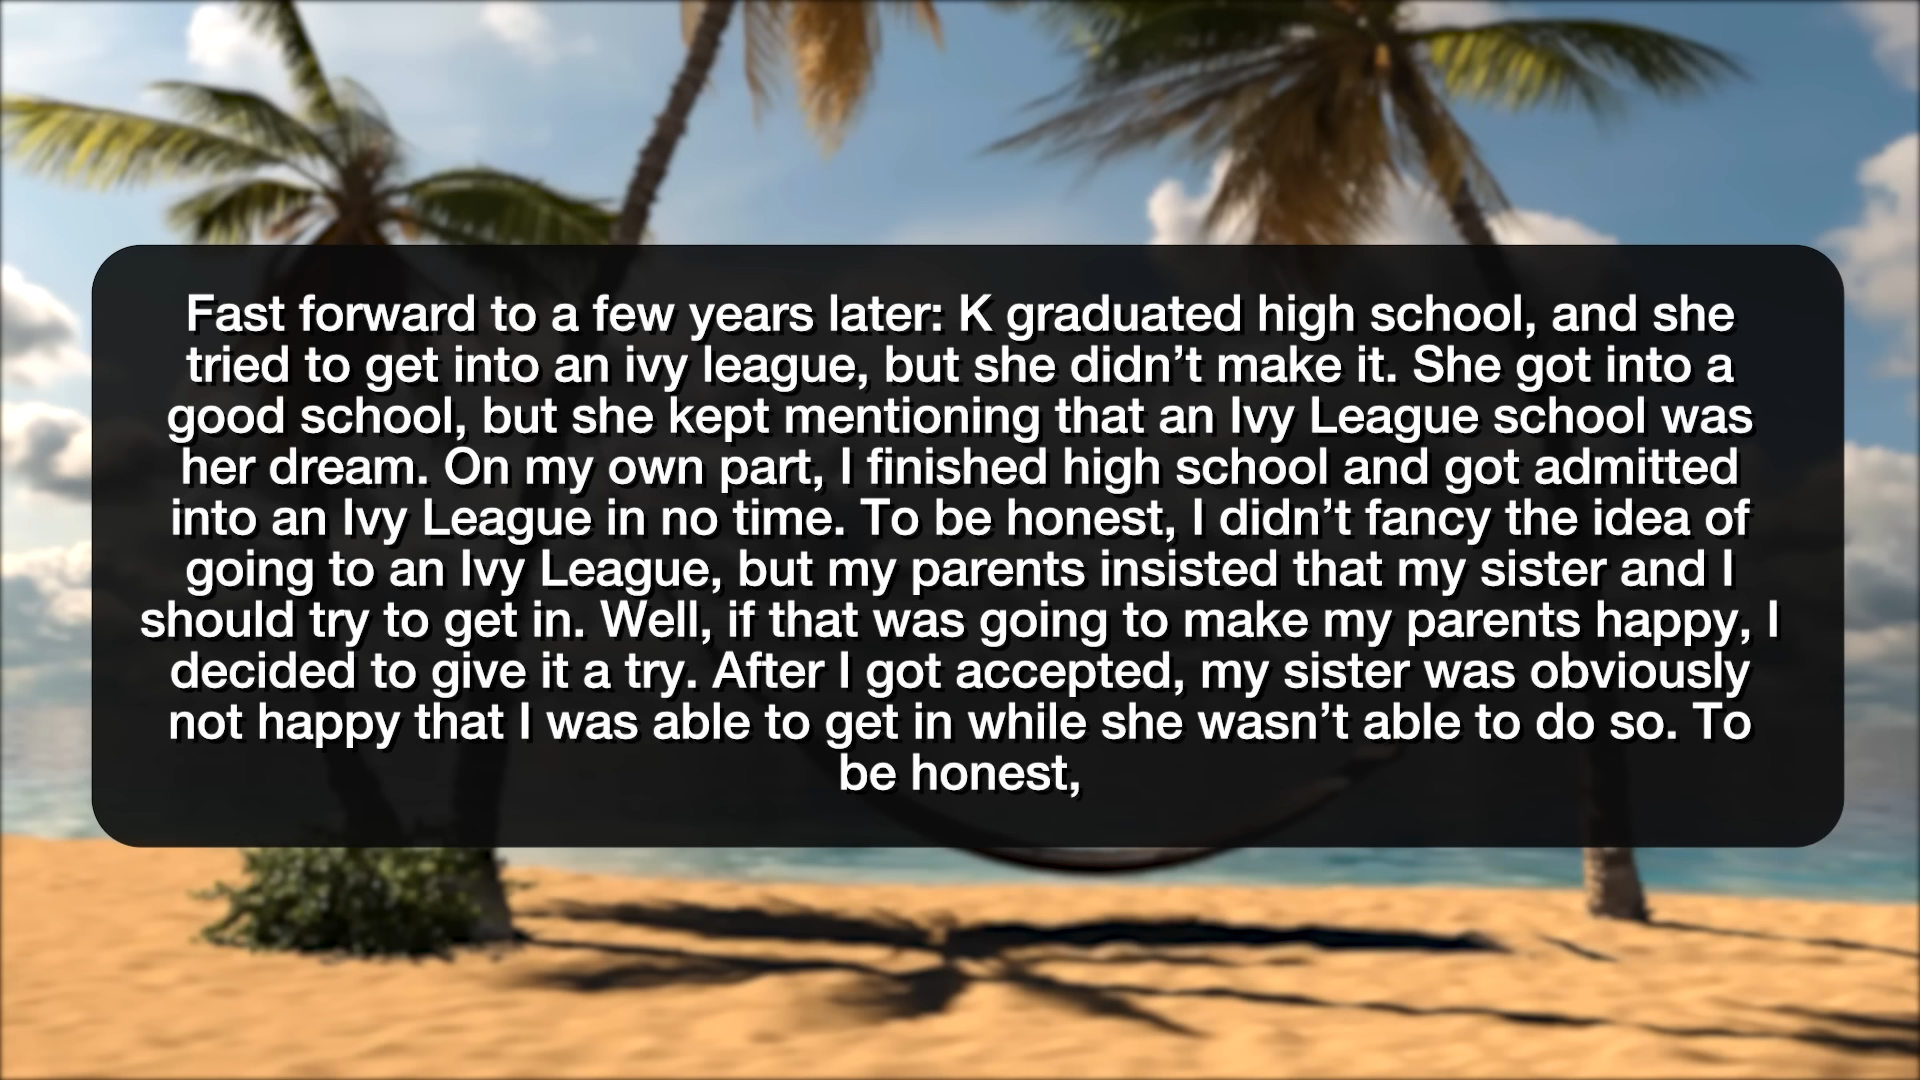 Fast forward to a few years later: K graduated high school, and she
tried to get into an ivy league, but she didn’t make it. She got into a
good school, but she kept mentioning that an Ivy League school was
her dream. On my own part, I finished high school and got admitted
into an Ivy League in no time. To be honest, I didn’t fancy the idea of
going to an Ivy League, but my parents insisted that my sister and I
should try to get in. Well, if that was going to make my parents happy, I
decided to give it a try. After I got accepted, my sister was obviously
not happy that I was able to get in while she wasn’t able to do so. To
be honest,